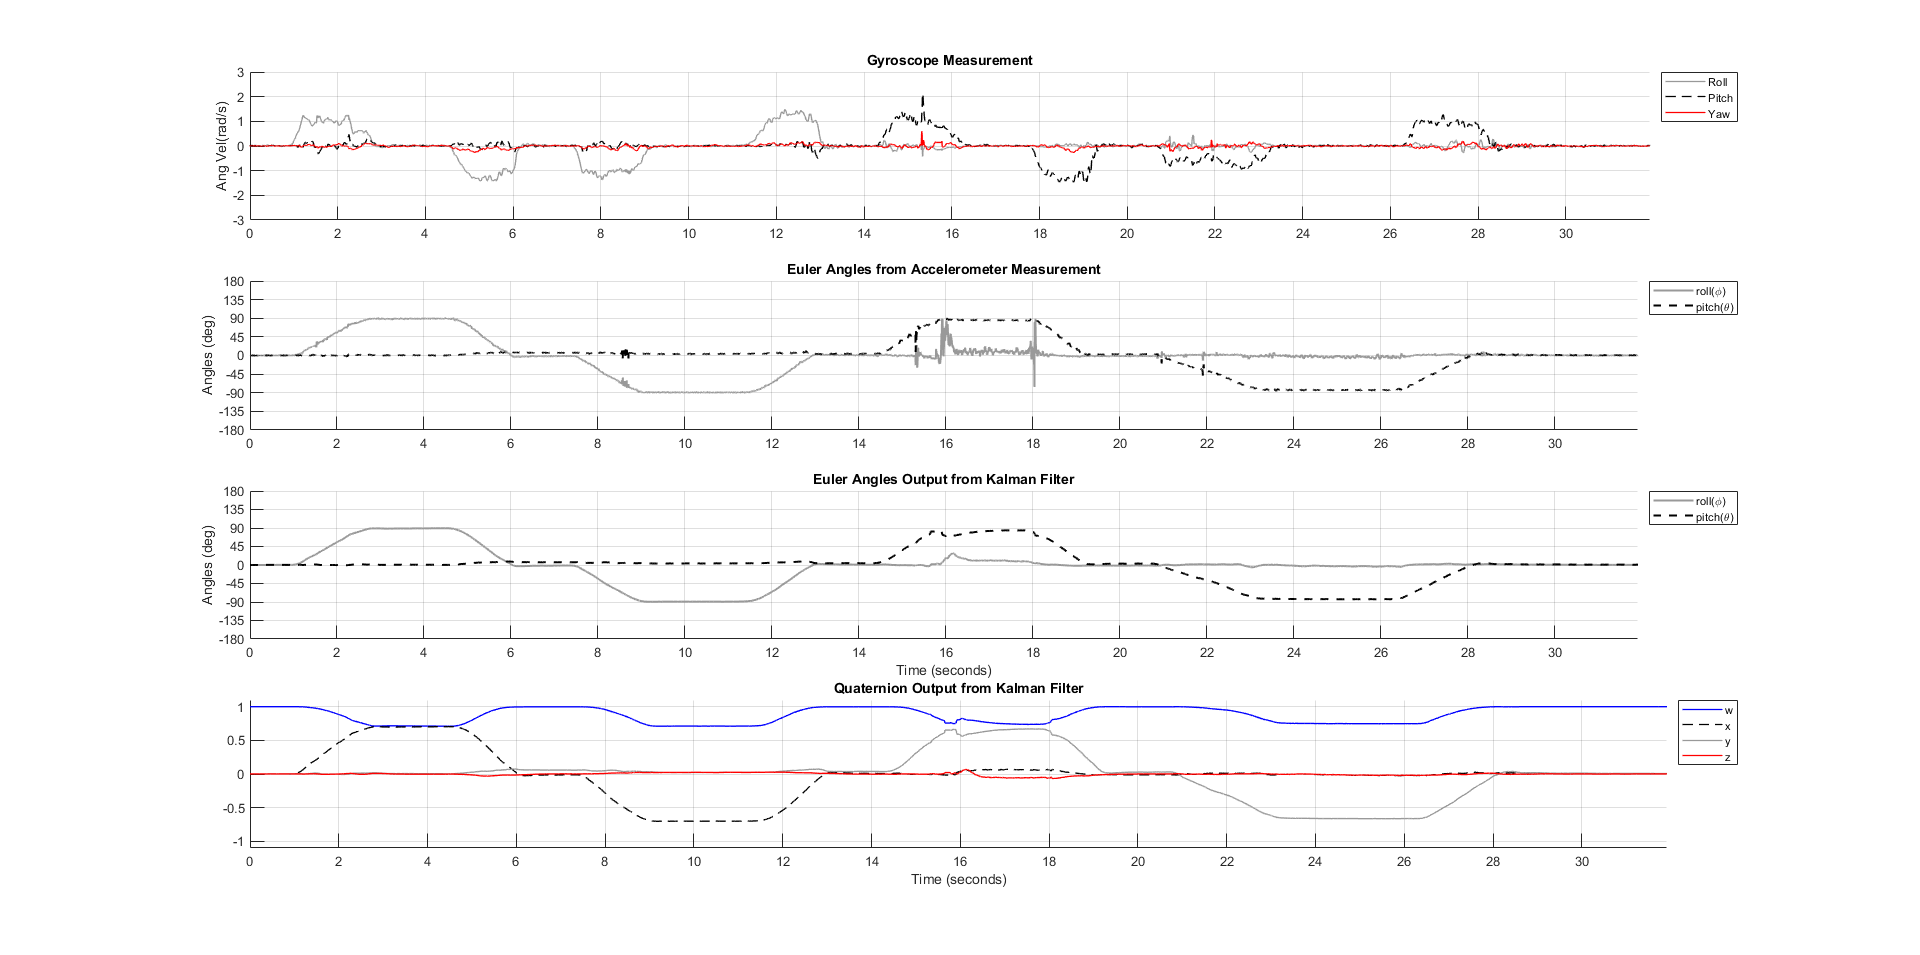 Gyroscope Measurement
3
2
1
0
-1
-2
-3
Ang Vel(rad/s)
0 2 4 6 8 10 12 14 16 18 20 22 24 26 28 30
Roll
Pitch
Yaw
Euler Angles from Accelerometer Measurement
180
135
90
45
0
-45
-90
-135
-180
Angles (deg)
0 2 4 6 8 10 12 14 16 18 20 22 24 26 28 30
roll(ϕ)
pitch(θ)
Euler Angles Output from Kalman Filter
180
135
90
45
0
-45
-90
-135
-180
Angles (deg)
0 2 4 6 8 10 12 14 16 18 20 22 24 26 28 30
Time (seconds)
roll(ϕ)
pitch(θ)
Quaternion Output from Kalman Filter
1
0.5
0
-0.5
-1
0 2 4 6 8 10 12 14 16 18 20 22 24 26 28 30
Time (seconds)
w
x
y
z